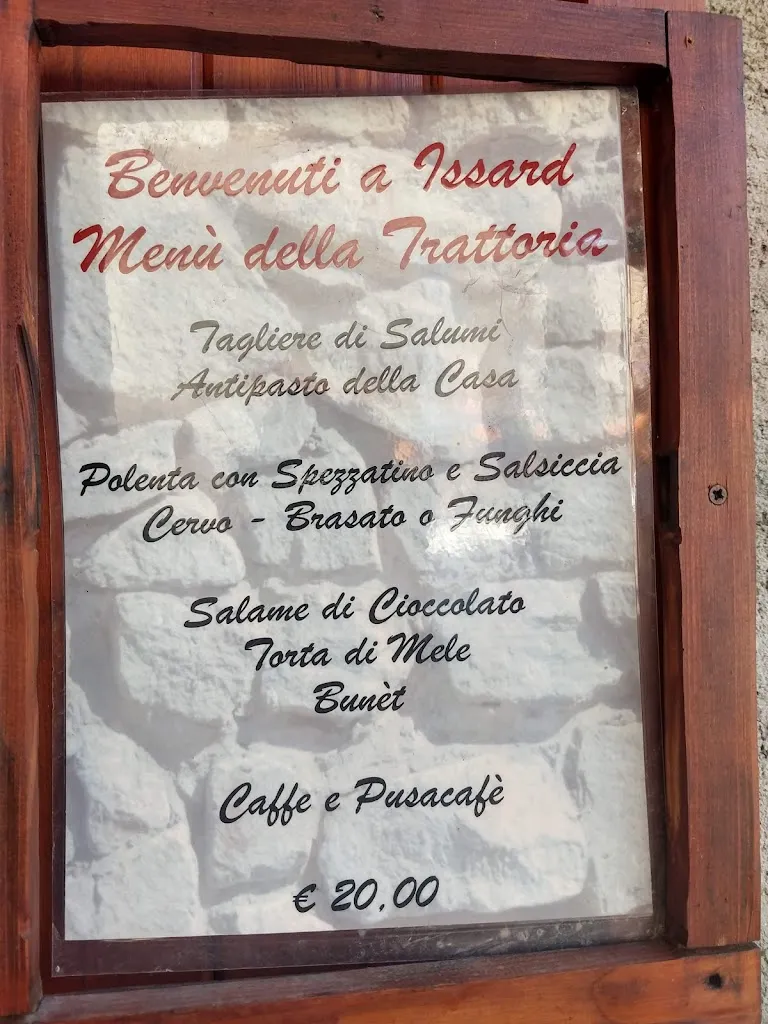 Benvenuti a Issard
Menù della Trattoria
Tagliere di Salumi
Antipasto della Casa
Polenta con Spezzatino e Salsiccia
Cervo - Brasato o Funghi
Salame di Cioccolato
Torta di Mele
Bunèt
Caffe e Pusacafè
€ 20,00